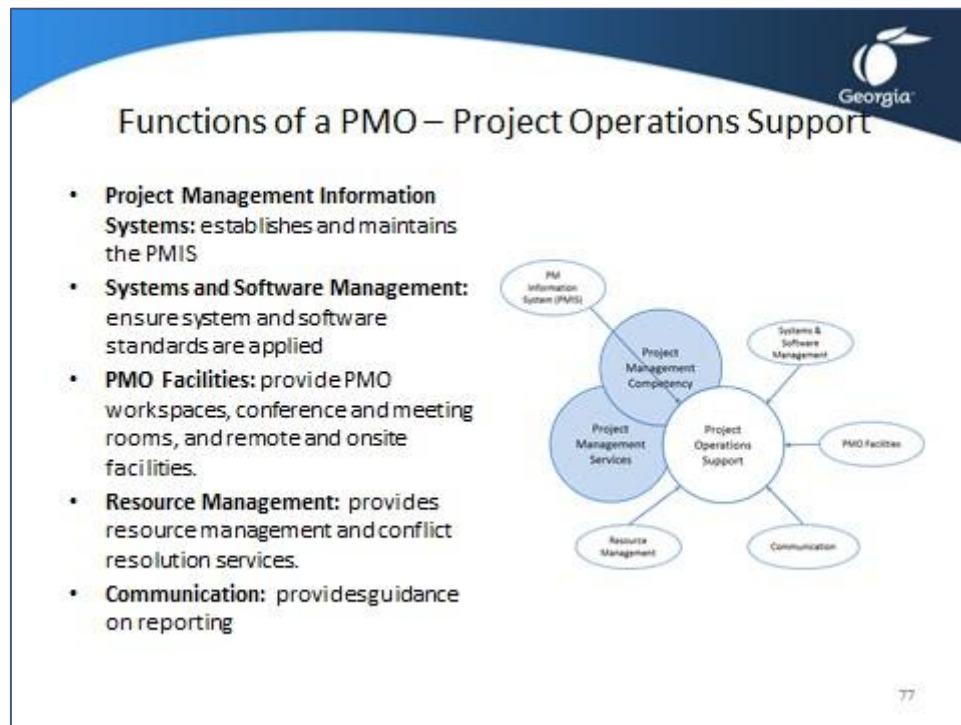 Georgia
Functions of a PMO – Project Operations Support
• Project Management Information
Systems: establishes and maintains
the PMIS
• Systems and Software Management:
ensure system and software
standards are applied
• PMO Facilities: provide PMO
workspaces, conference and meeting
rooms, and remote and onsite
facilities.
• Resource Management: provides
resource management and conflict
resolution services.
• Communication: providesguidance
on reporting
PM
Information
System (PMIS)
Systems &
Software
Management
Project
Management
Competency
Project
Management
Services
Project
Operations
Support
PMO Facilities
Resource
Management
Communication
77